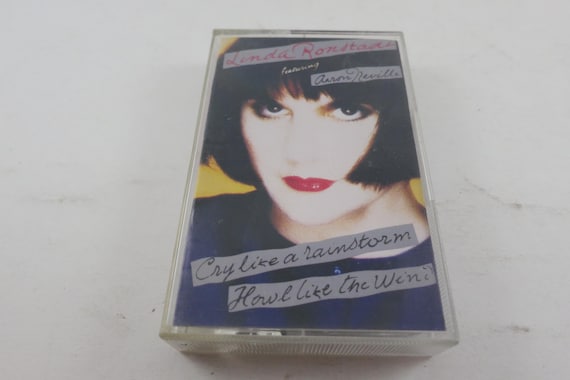 Linda Ronstadt
featuring
Aaron Neville
Cry like a rainstorm
Howl like the Wind